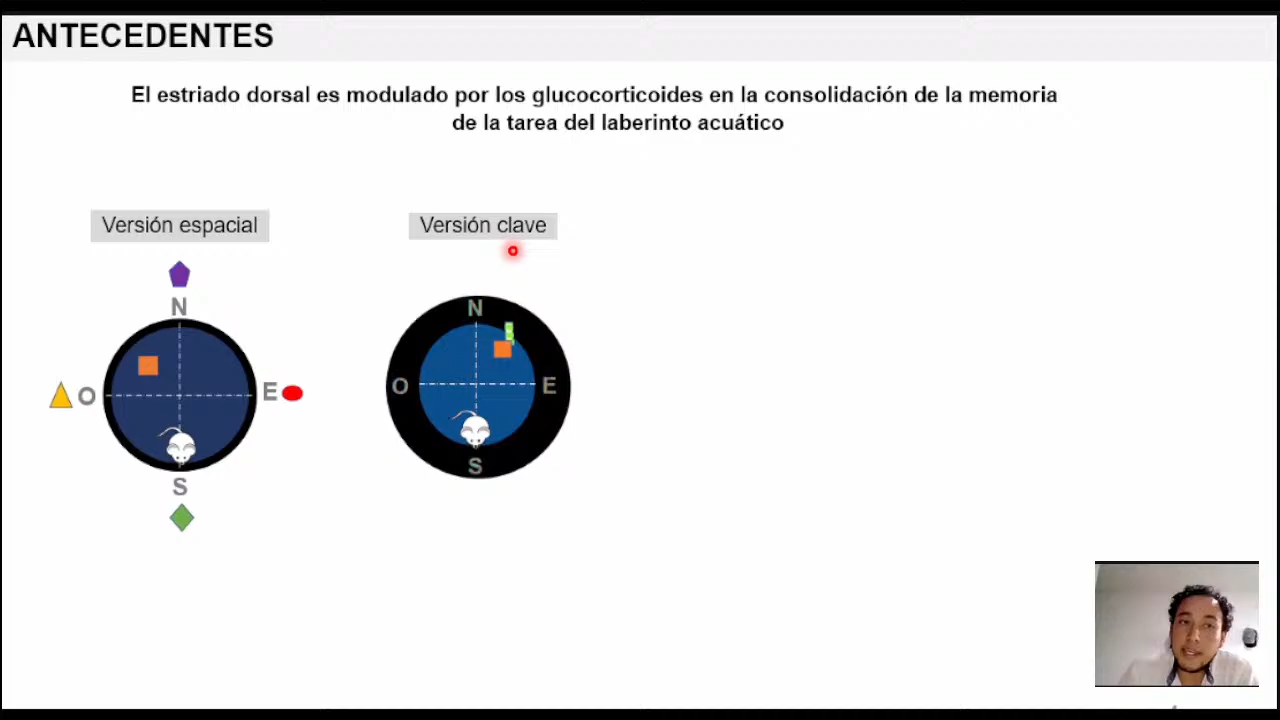 ANTECEDENTES
El estriado dorsal es modulado por los glucocorticoides en la consolidación de la memoria
de la tarea del laberinto acuático
Versión espacial
Versión clave
N
O
E
S
N
O
E
S